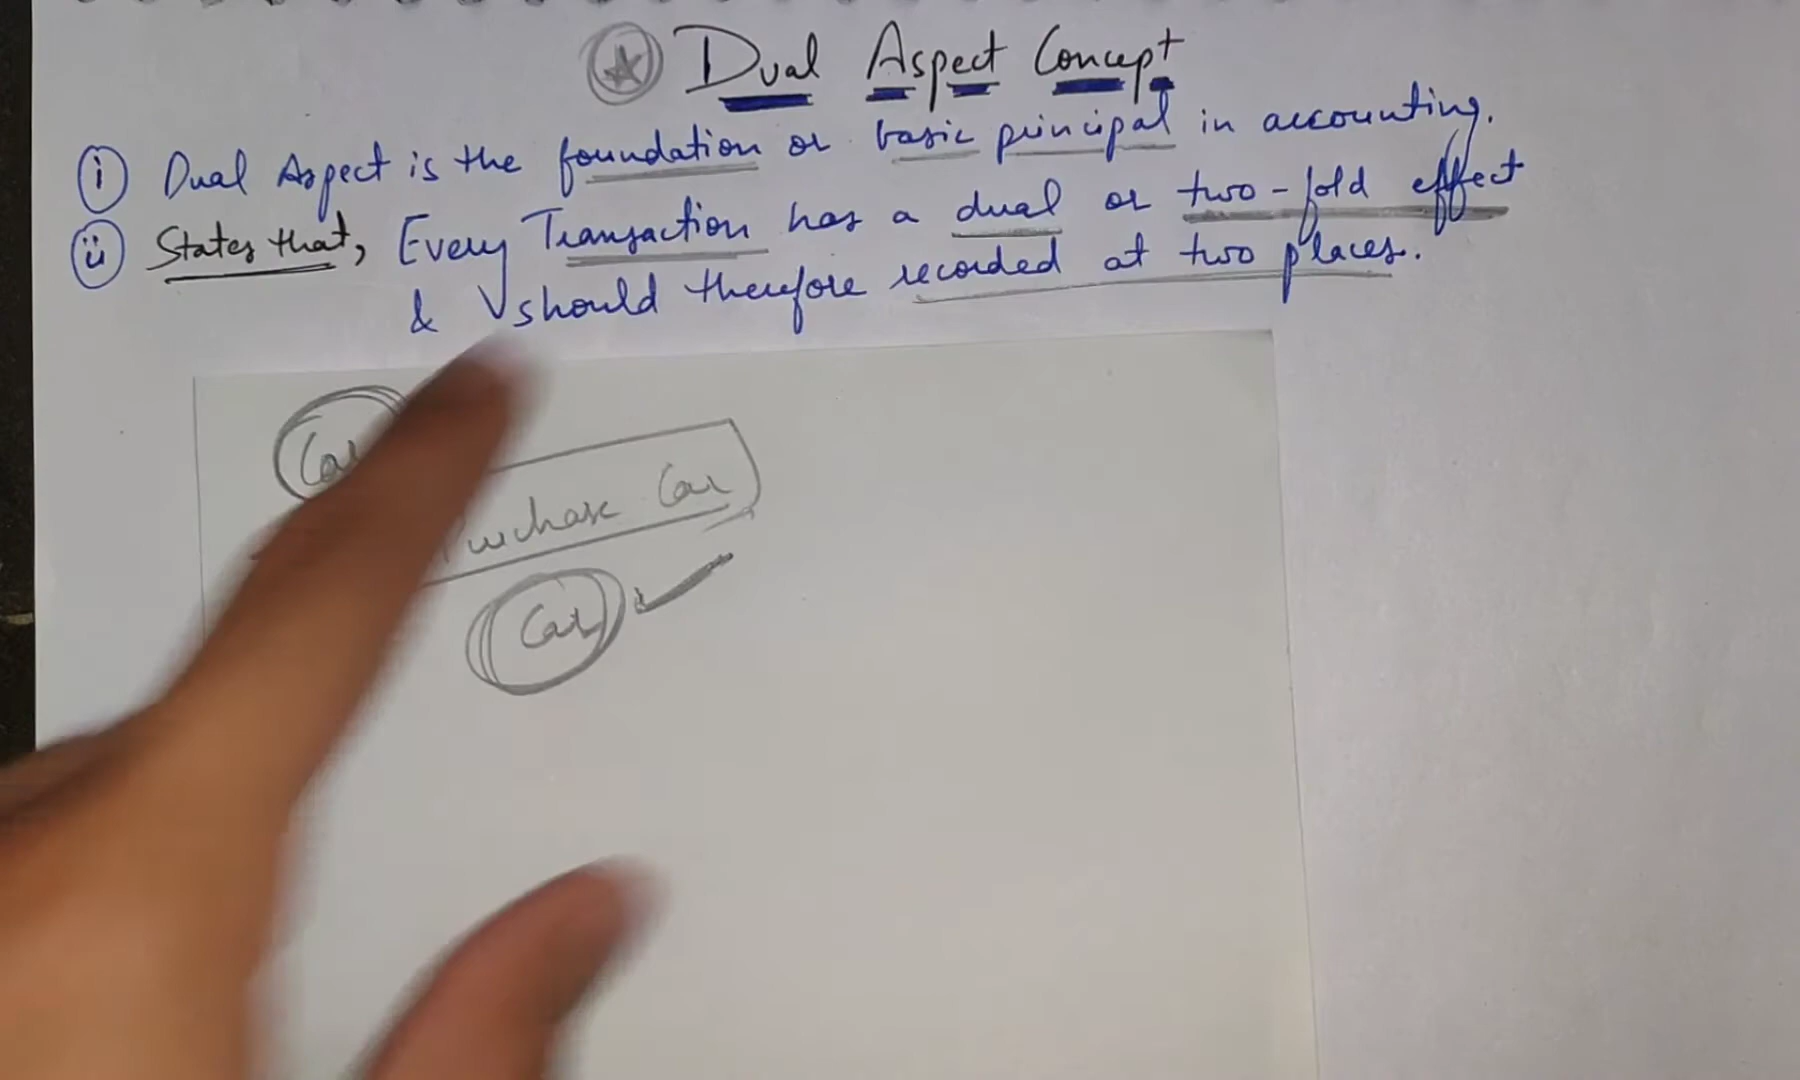 Dual Aspect Concept
i Dual Aspect is the foundation or basic principal in accounting.
ii States that, Every Transaction has a dual or two-fold effect
& should therefore recorded at two places.
Purchase Car
Car